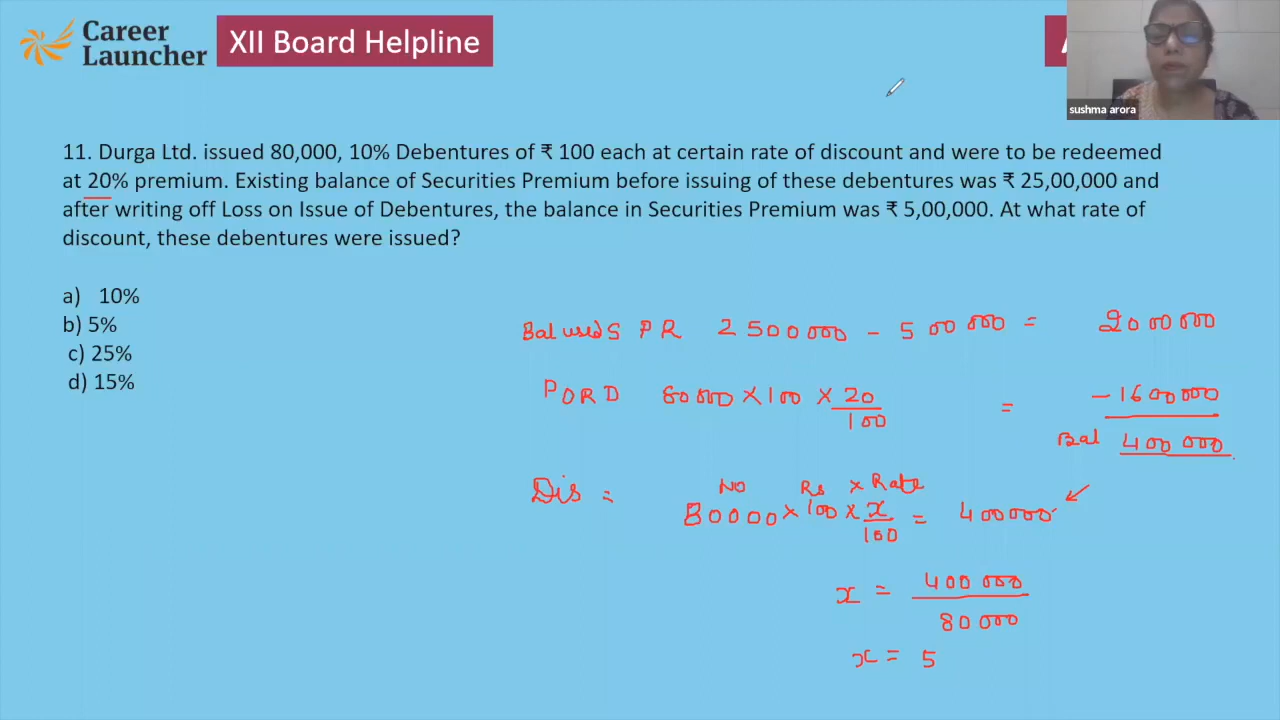 Career
Launcher
XII Board Helpline
sushma arora
11. Durga Ltd. issued 80,000, 10% Debentures of ₹ 100 each at certain rate of discount and were to be redeemed
at 20% premium. Existing balance of Securities Premium before issuing of these debentures was ₹ 25,00,000 and
after writing off Loss on Issue of Debentures, the balance in Securities Premium was ₹ 5,00,000. At what rate of
discount, these debentures were issued?
a) 10%
b) 5%
c) 25%
d) 15%
Bal used S PR 2500000 - 500000 = 2000000
PORD 80000 × 100 × 20/100 = - 1600000
Bal 400000
No Rs × Rate
Dis = 80000 × 100 × x/100 = 400000
x = 400000/80000
x = 5